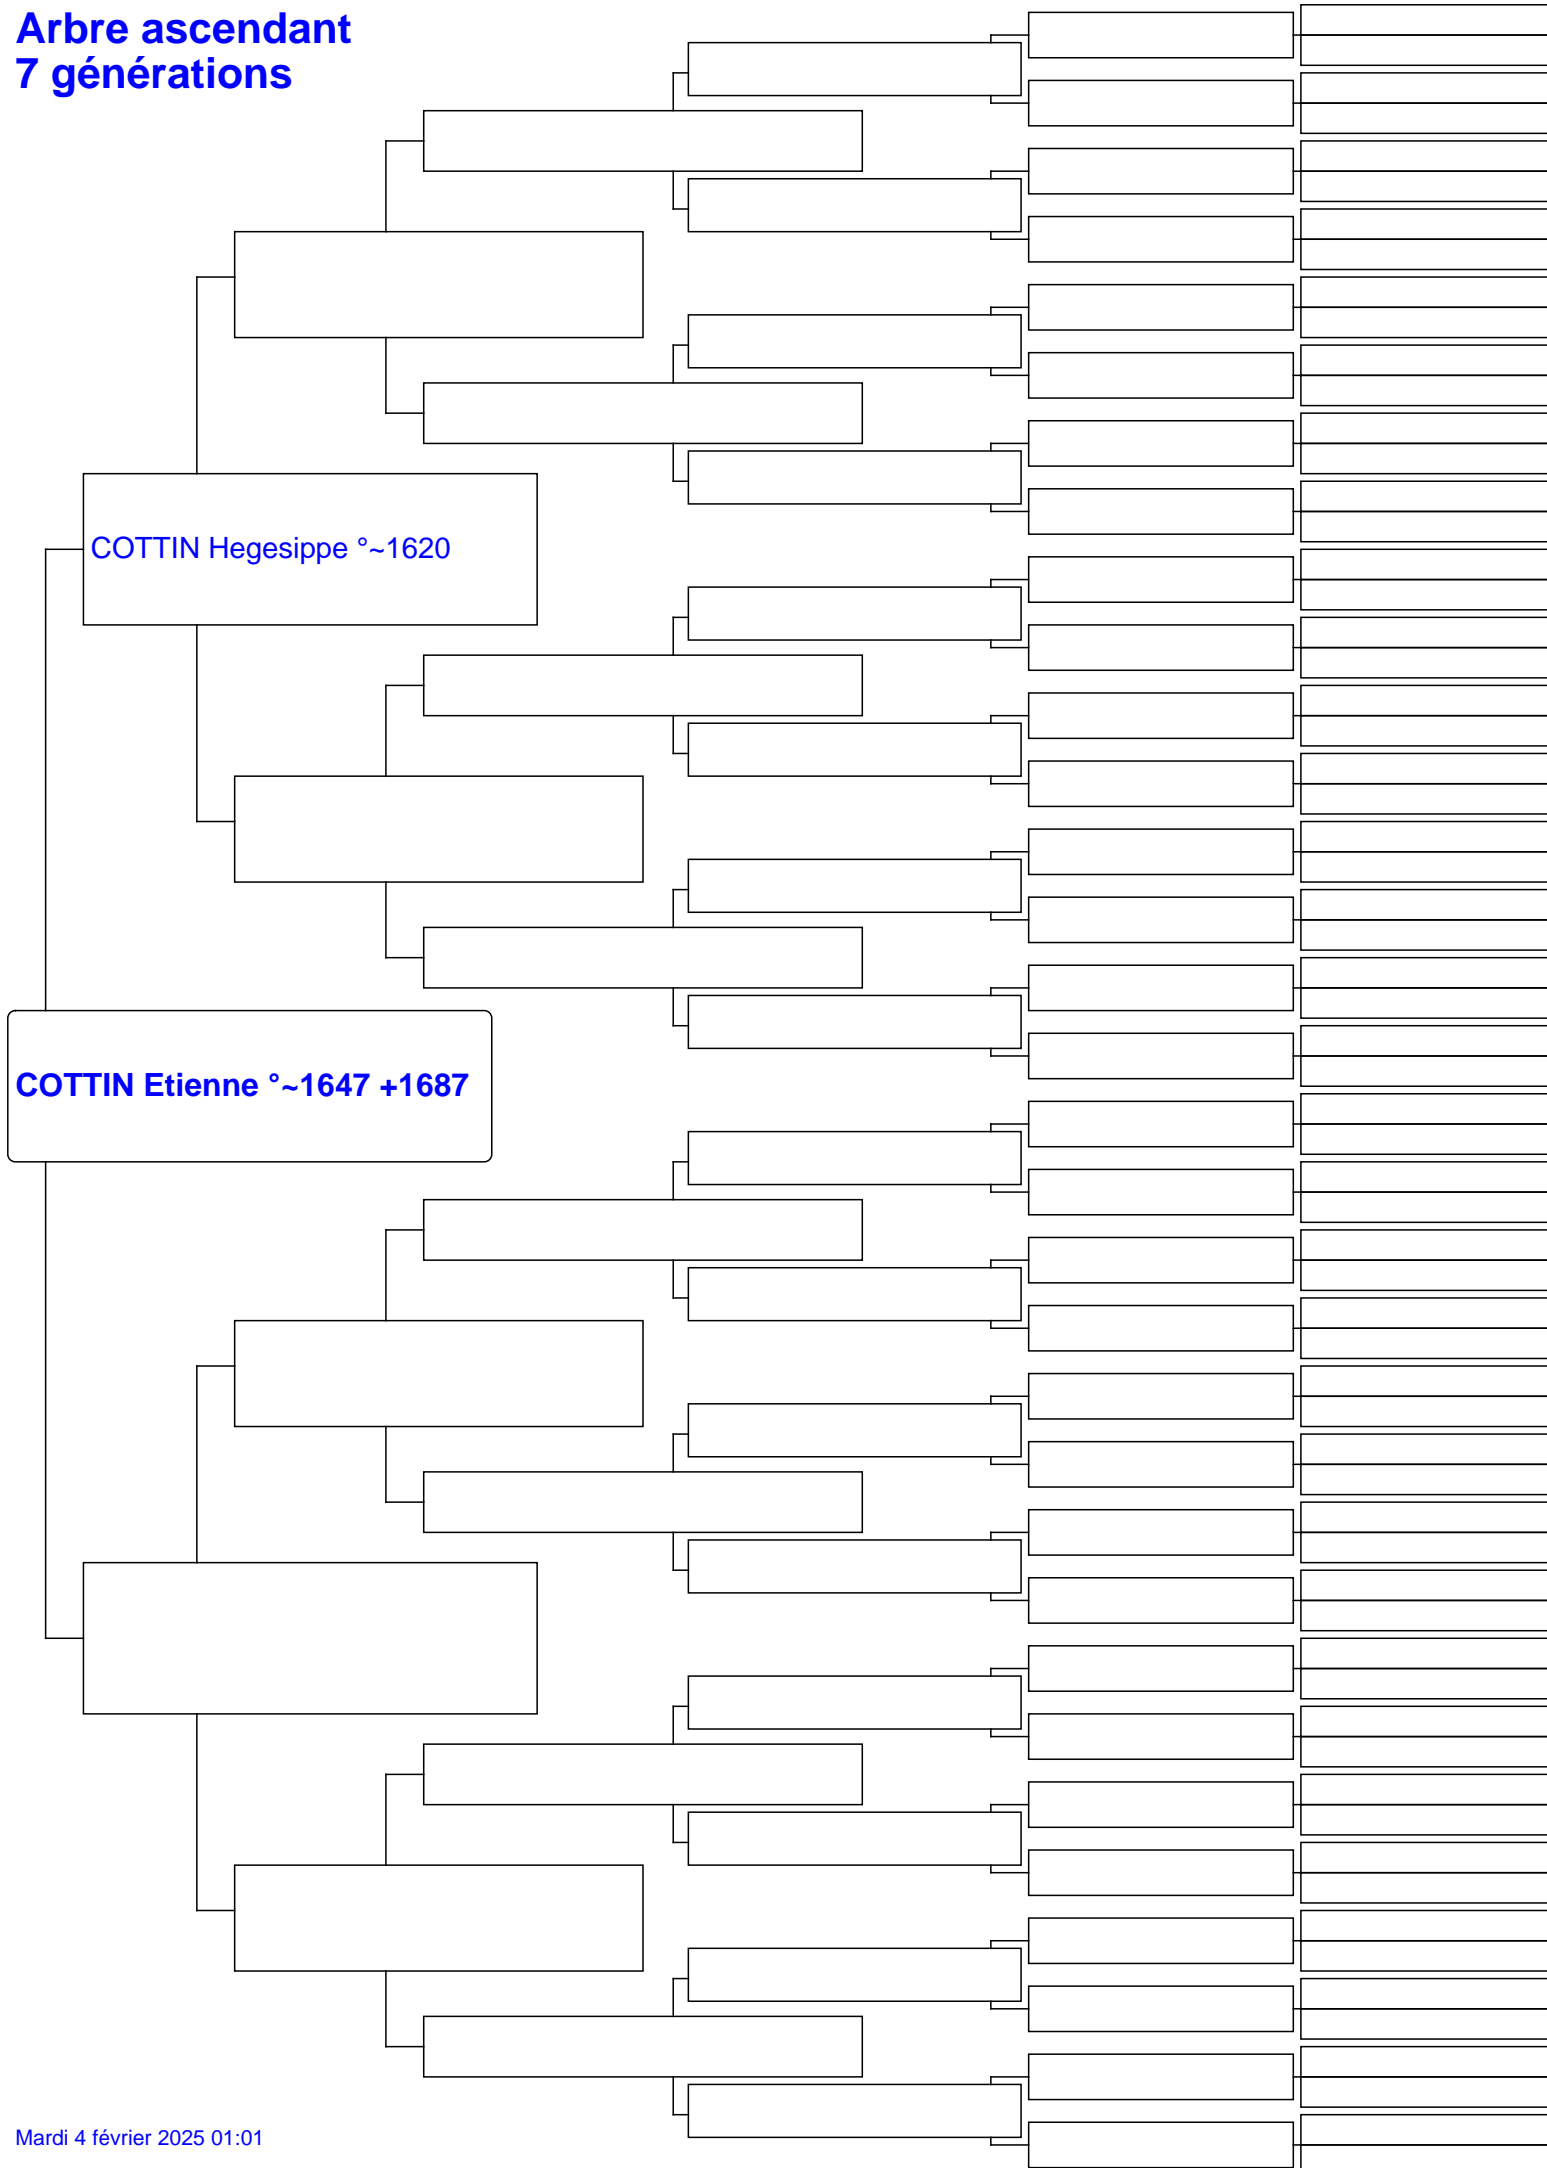 Arbre ascendant
7 générations
COTTIN Hegesippe °~1620
COTTIN Etienne °~1647 +1687
Mardi 4 février 2025 01:01